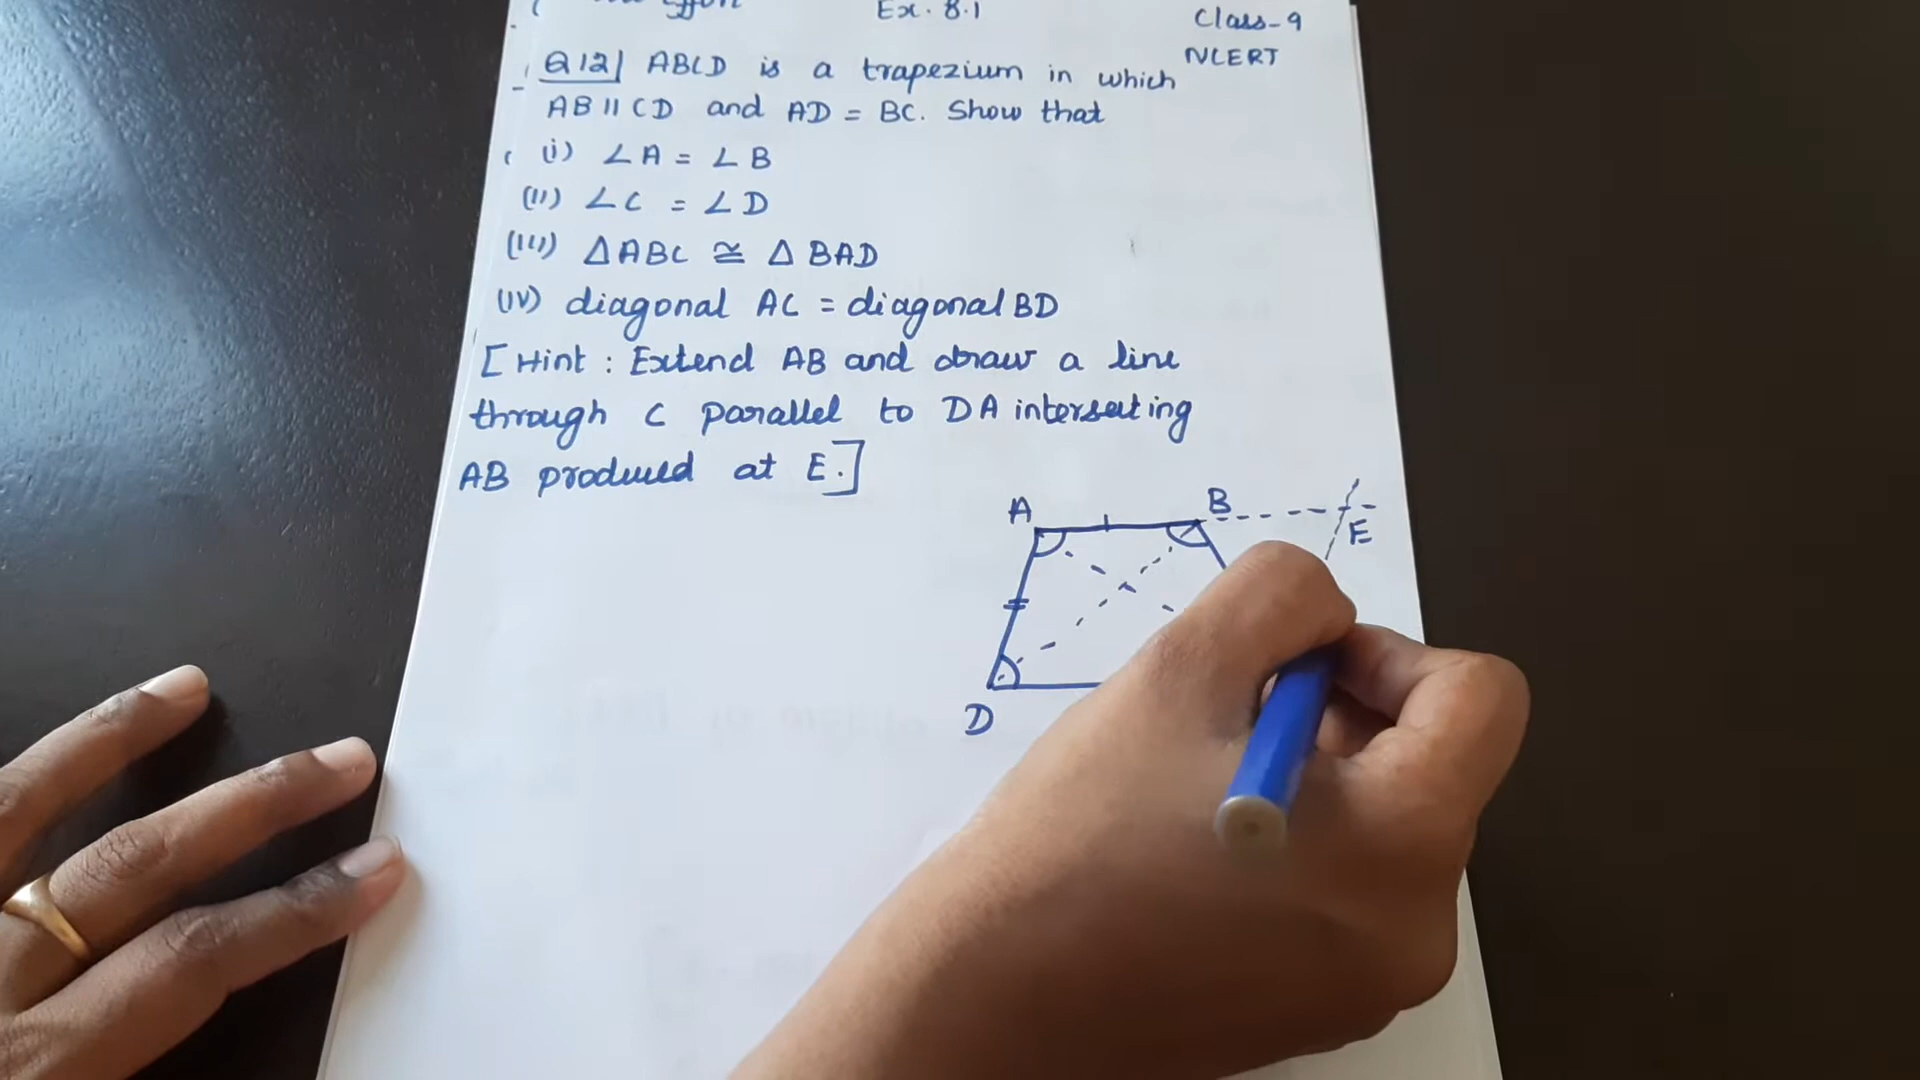 Ex. 8.1
Class-9
NCERT
Q12) ABCD is a trapezium in which
AB || CD and AD = BC. Show that
(i) ∠A = ∠B
(ii) ∠C = ∠D
(iii) △ABC ≅ △BAD
(iv) diagonal AC = diagonal BD
[Hint : Extend AB and draw a line
through C parallel to DA intersecting
AB produced at E.]
A B
E
D